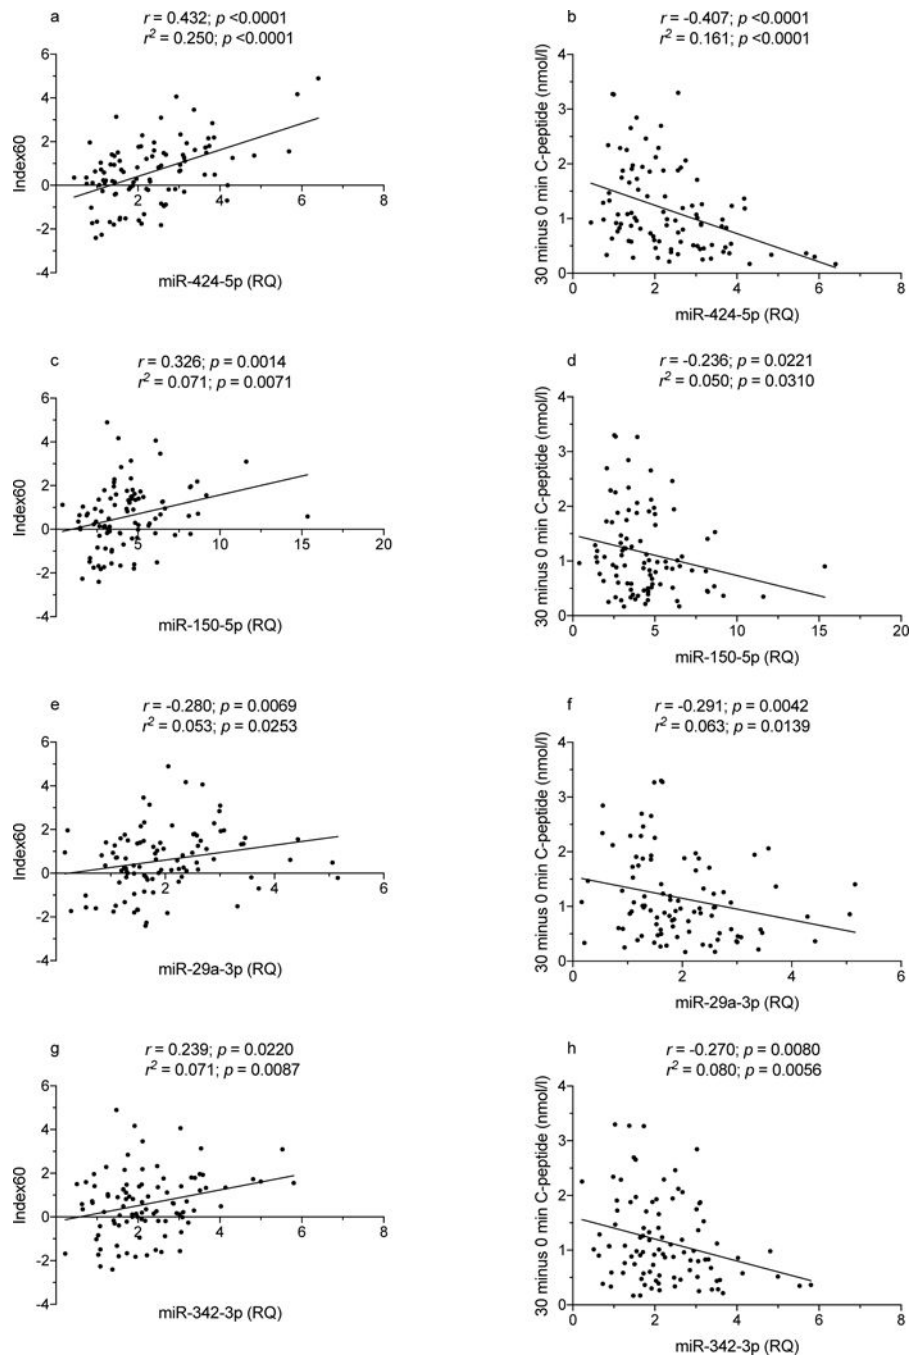 a
r = 0.432; p <0.0001
r² = 0.250; p <0.0001
6
4
2
0
-2
-4
2
4
6
8
Index60
miR-424-5p (RQ)
b
r = -0.407; p <0.0001
r² = 0.161; p <0.0001
4
3
2
1
0
0
2
4
6
8
30 minus 0 min C-peptide (nmol/l)
miR-424-5p (RQ)
c
r = 0.326; p = 0.0014
r² = 0.071; p = 0.0071
6
4
2
0
-2
-4
5
10
15
20
Index60
miR-150-5p (RQ)
d
r = -0.236; p = 0.0221
r² = 0.050; p = 0.0310
4
3
2
1
0
0
5
10
15
20
30 minus 0 min C-peptide (nmol/l)
miR-150-5p (RQ)
e
r = -0.280; p = 0.0069
r² = 0.053; p = 0.0253
6
4
2
0
-2
-4
2
4
6
Index60
miR-29a-3p (RQ)
f
r = -0.291; p = 0.0042
r² = 0.063; p = 0.0139
4
3
2
1
0
0
2
4
6
30 minus 0 min C-peptide (nmol/l)
miR-29a-3p (RQ)
g
r = 0.239; p = 0.0220
r² = 0.071; p = 0.0087
6
4
2
0
-2
-4
2
4
6
8
Index60
miR-342-3p (RQ)
h
r = -0.270; p = 0.0080
r² = 0.080; p = 0.0056
4
3
2
1
0
0
2
4
6
8
30 minus 0 min C-peptide (nmol/l)
miR-342-3p (RQ)